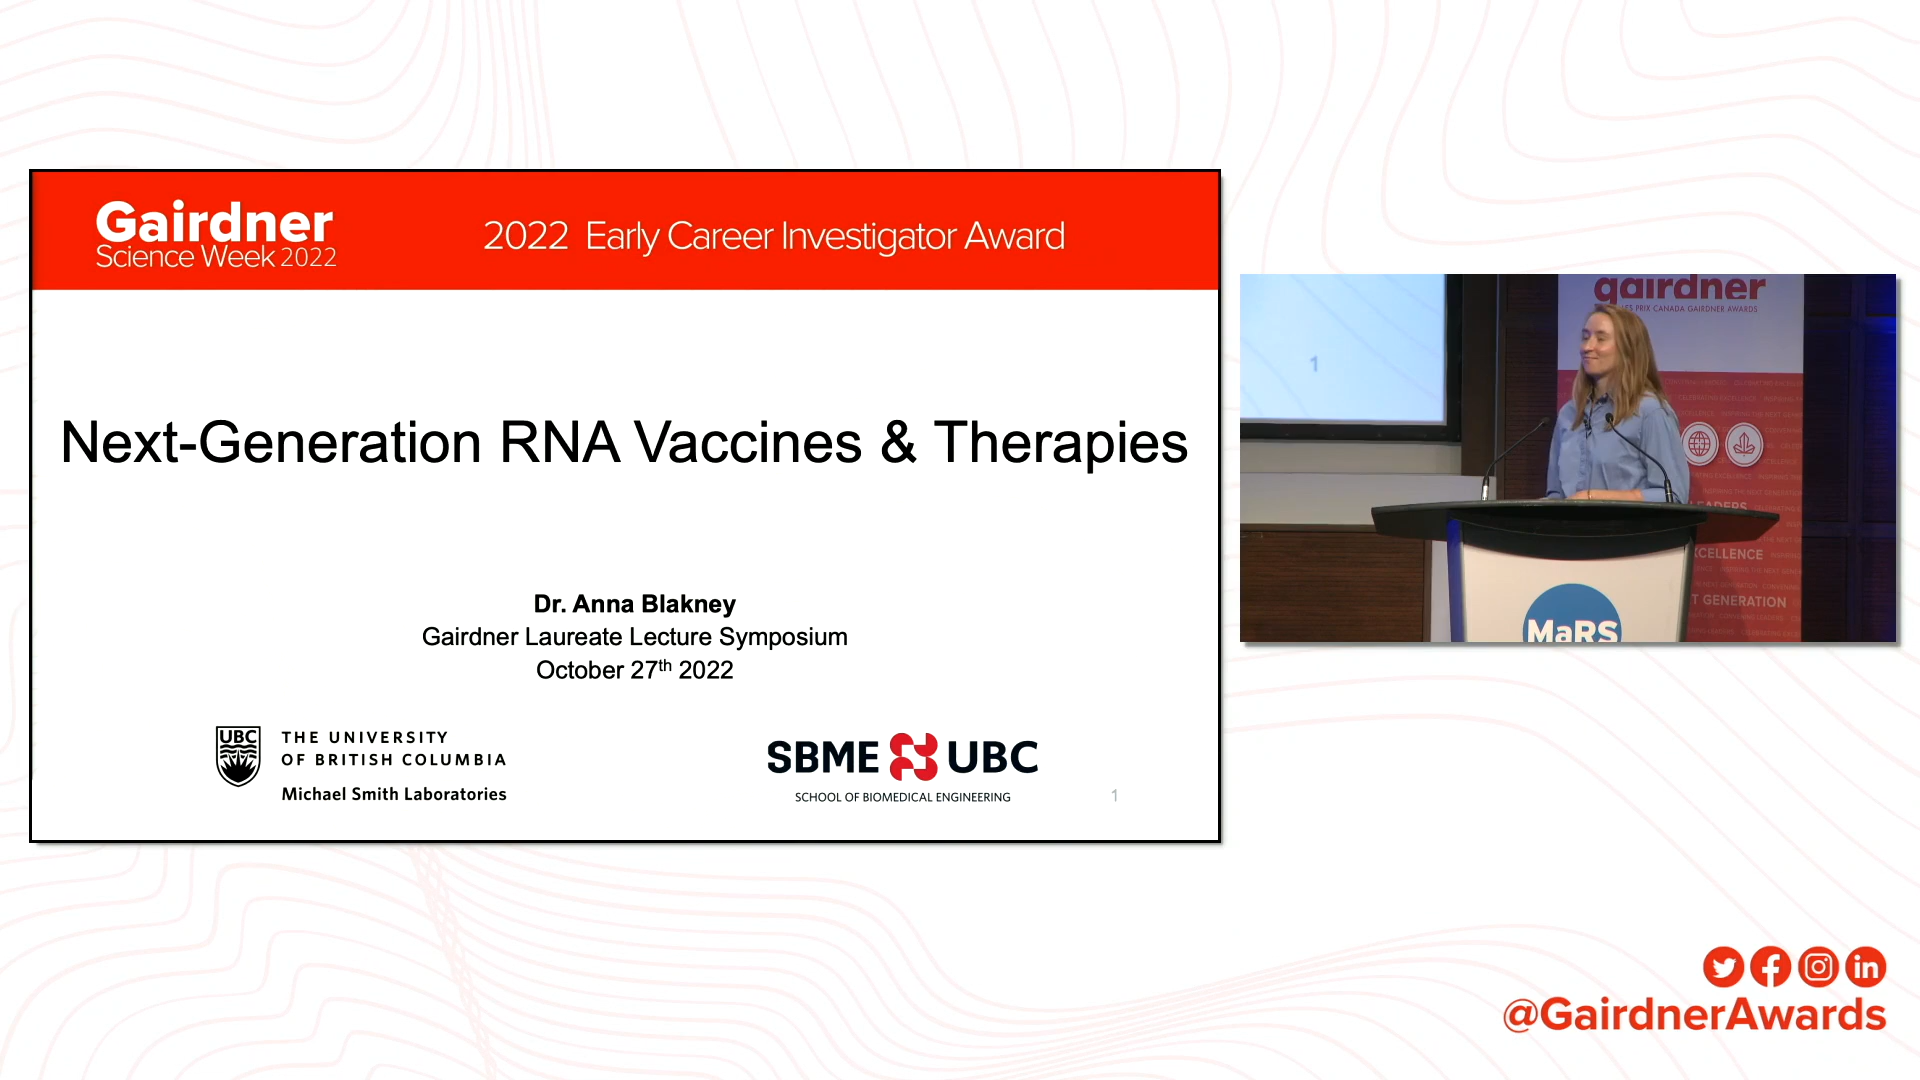 Gairdner
Science Week 2022
2022 Early Career Investigator Award
Next-Generation RNA Vaccines & Therapies
Dr. Anna Blakney
Gairdner Laureate Lecture Symposium
October 27th 2022
UBC
THE UNIVERSITY
OF BRITISH COLUMBIA
Michael Smith Laboratories
SBME UBC
SCHOOL OF BIOMEDICAL ENGINEERING
1
1
gairdner
PRIX CANADA GAIRDNER AWARDS
LEADERS
CELLENCE
T GENERATION
MaRS
@GairdnerAwards